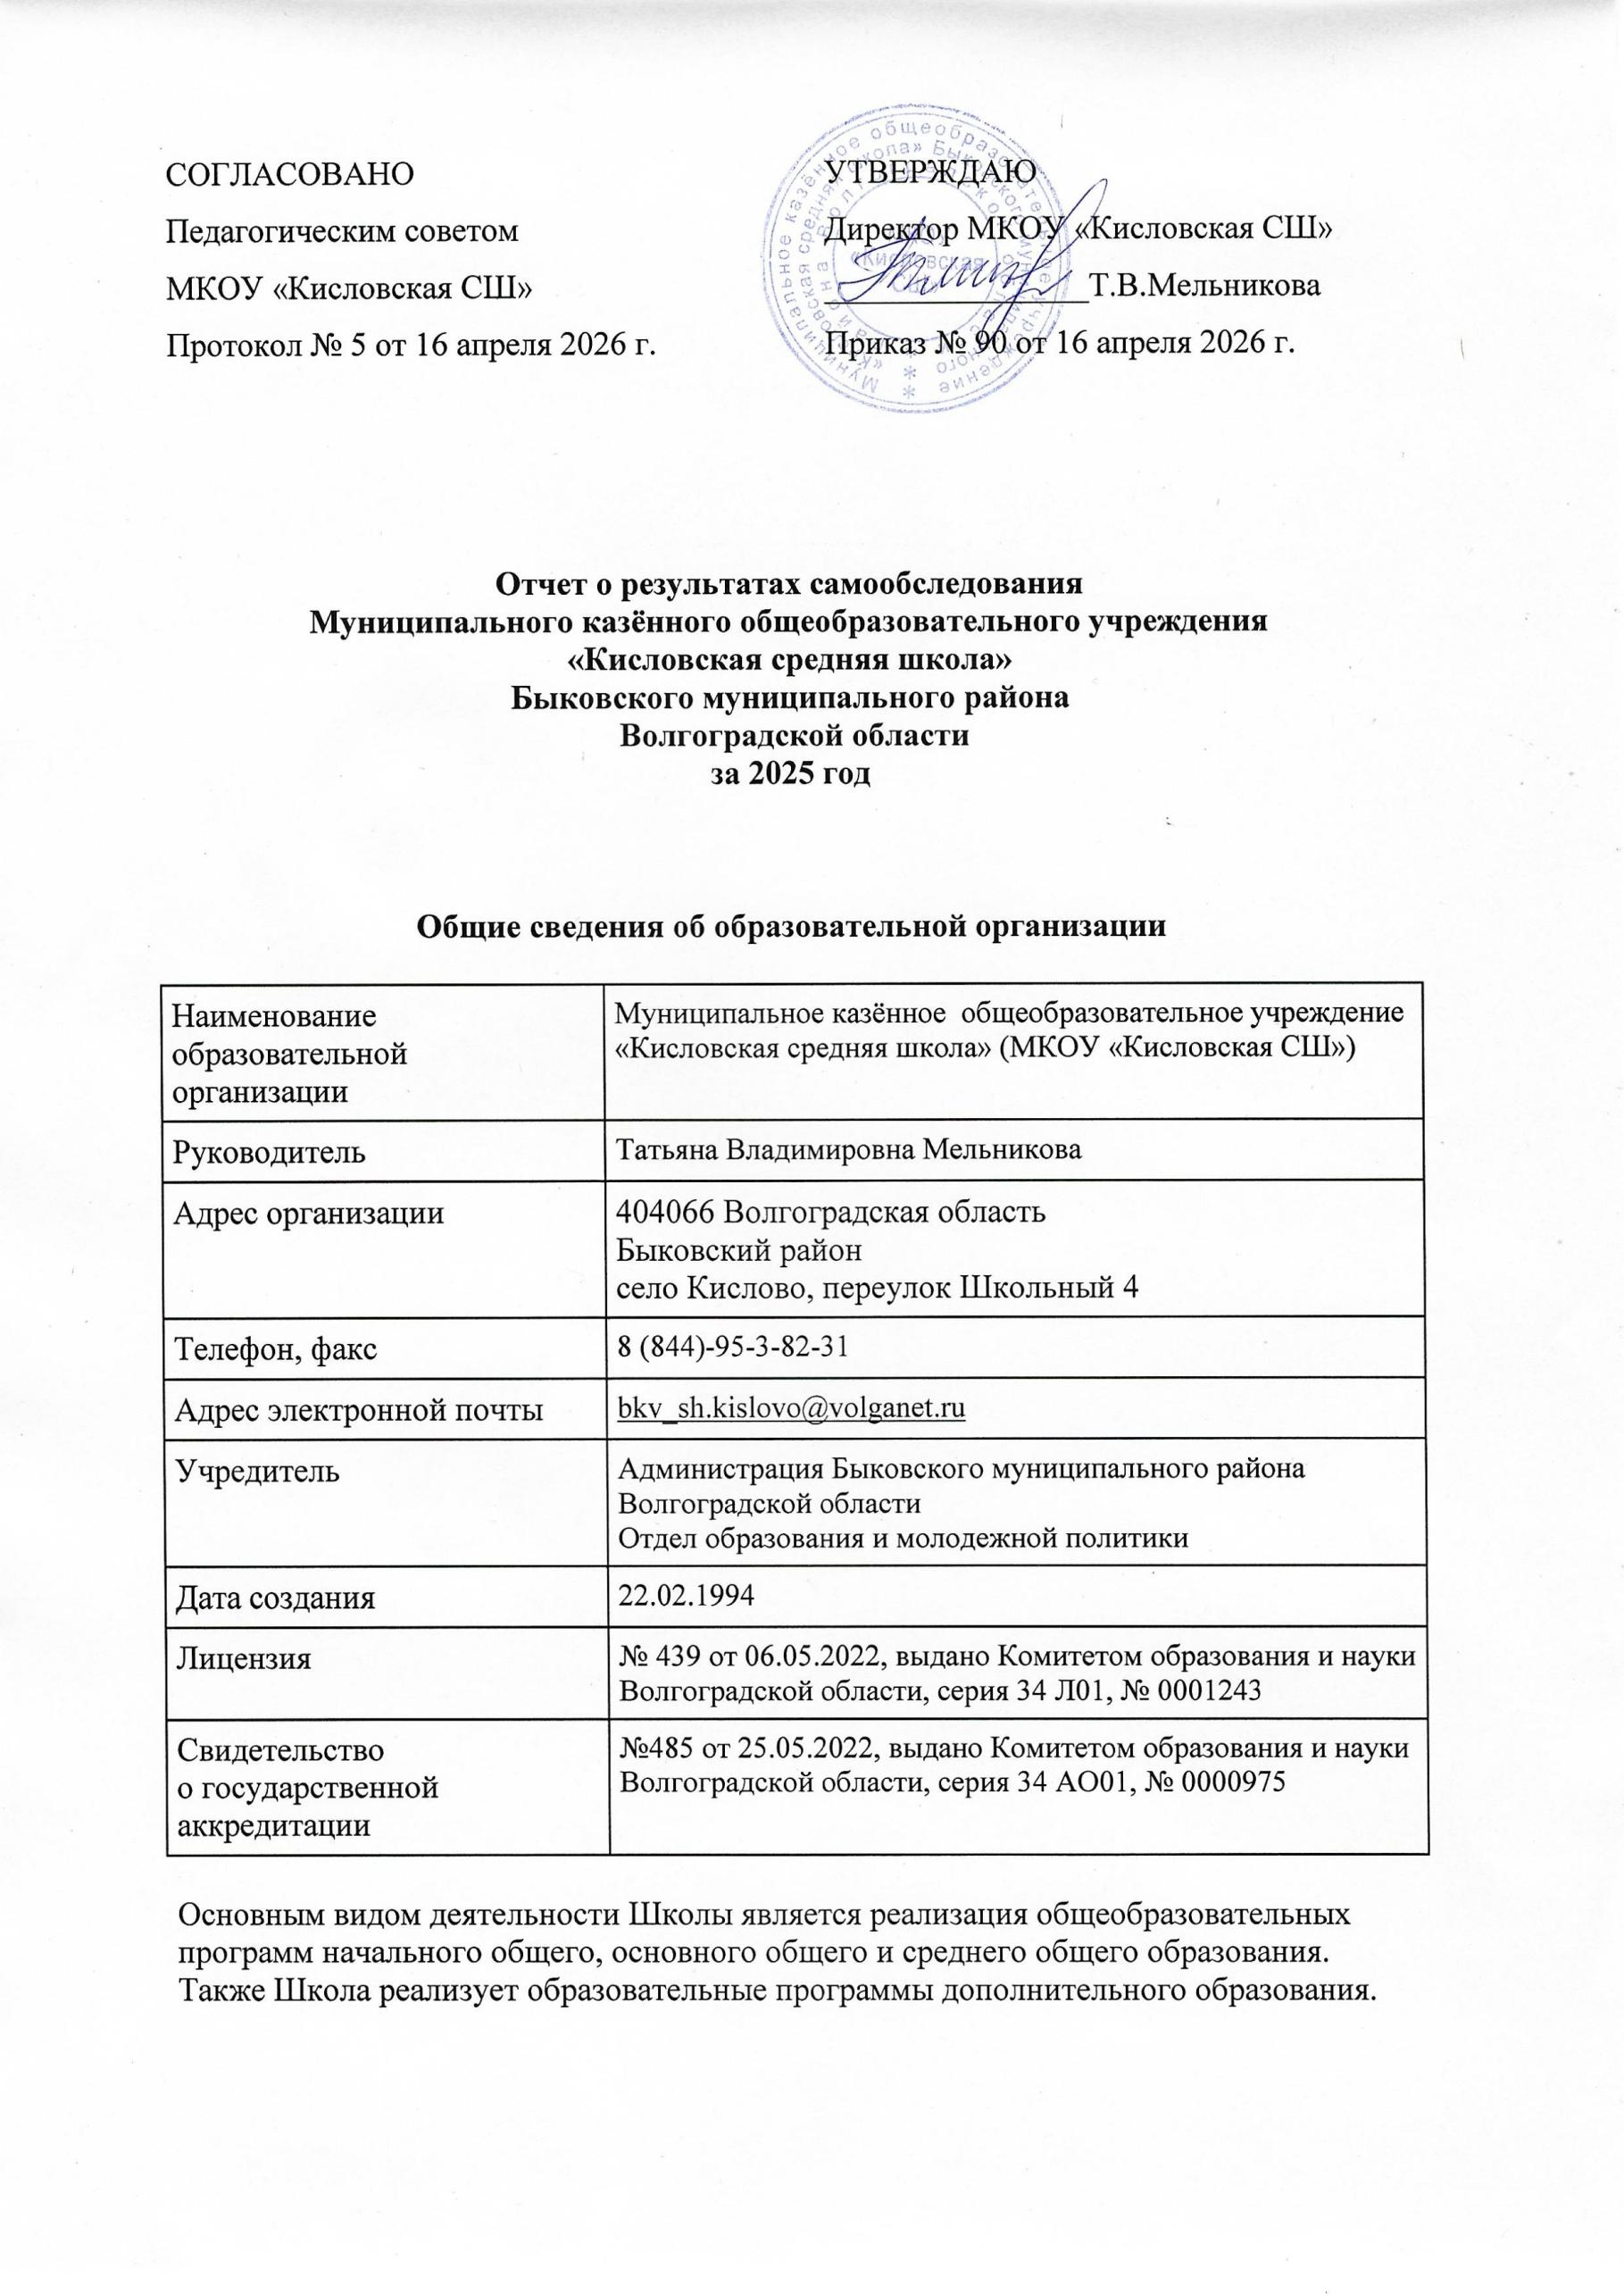 СОГЛАСОВАНО
Педагогическим советом
МКОУ «Кисловская СШ»
Протокол № 5 от 16 апреля 2026 г.
УТВЕРЖДАЮ
Директор МКОУ «Кисловская СШ»
Т.В.Мельникова
Приказ № 90 от 16 апреля 2026 г.
Отчет о результатах самообследования
Муниципального казённого общеобразовательного учреждения
«Кисловская средняя школа»
Быковского муниципального района
Волгоградской области
за 2025 год
Общие сведения об образовательной организации
Наименование
образовательной
организации
Муниципальное казённое общеобразовательное учреждение
«Кисловская средняя школа» (МКОУ «Кисловская СШ»)
Руководитель
Татьяна Владимировна Мельникова
Адрес организации
404066 Волгоградская область
Быковский район
село Кислово, переулок Школьный 4
Телефон, факс
8 (844)-95-3-82-31
Адрес электронной почты
bkv_sh.kislovo@volganet.ru
Учредитель
Администрация Быковского муниципального района
Волгоградской области
Отдел образования и молодежной политики
Дата создания
22.02.1994
Лицензия
№ 439 от 06.05.2022, выдано Комитетом образования и науки
Волгоградской области, серия 34 Л01, № 0001243
Свидетельство
о государственной
аккредитации
№485 от 25.05.2022, выдано Комитетом образования и науки
Волгоградской области, серия 34 АО01, № 0000975
Основным видом деятельности Школы является реализация общеобразовательных
программ начального общего, основного общего и среднего общего образования.
Также Школа реализует образовательные программы дополнительного образования.